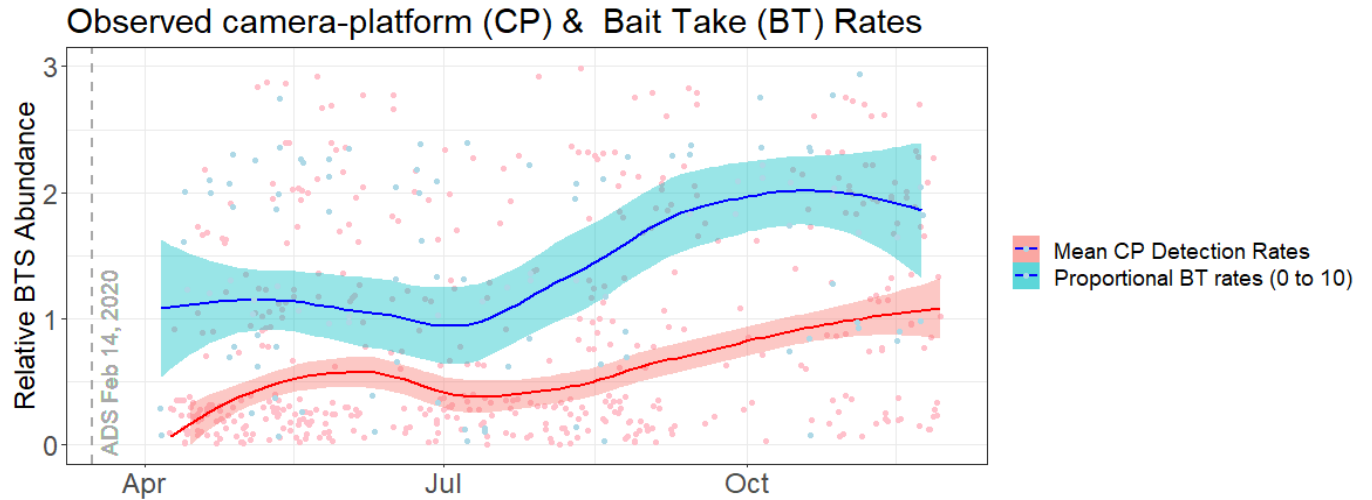 Observed camera-platform (CP) &  Bait Take (BT) Rates
Relative BTS Abundance
3
2
1
0
ADS Feb 14, 2020
Apr
Jul
Oct
Mean CP Detection Rates
Proportional BT rates (0 to 10)